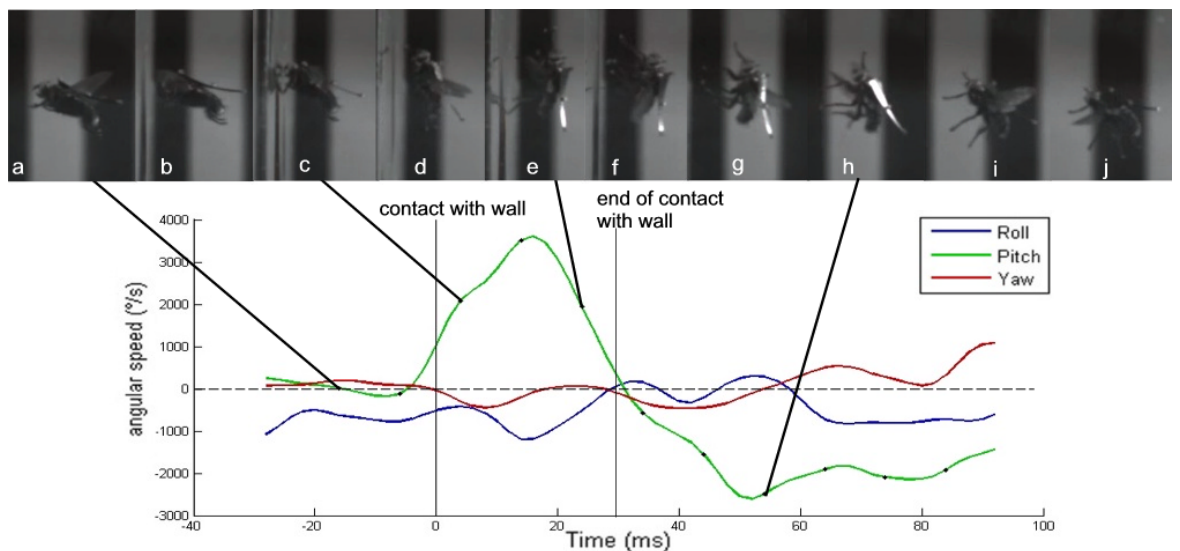 a b c d e f g h i j
contact with wall
end of contact
with wall
4000
3000
2000
1000
0
-1000
-2000
-3000
angular speed (°/s)
Roll
Pitch
Yaw
-40 -20 0 20 40 60 80 100
Time (ms)